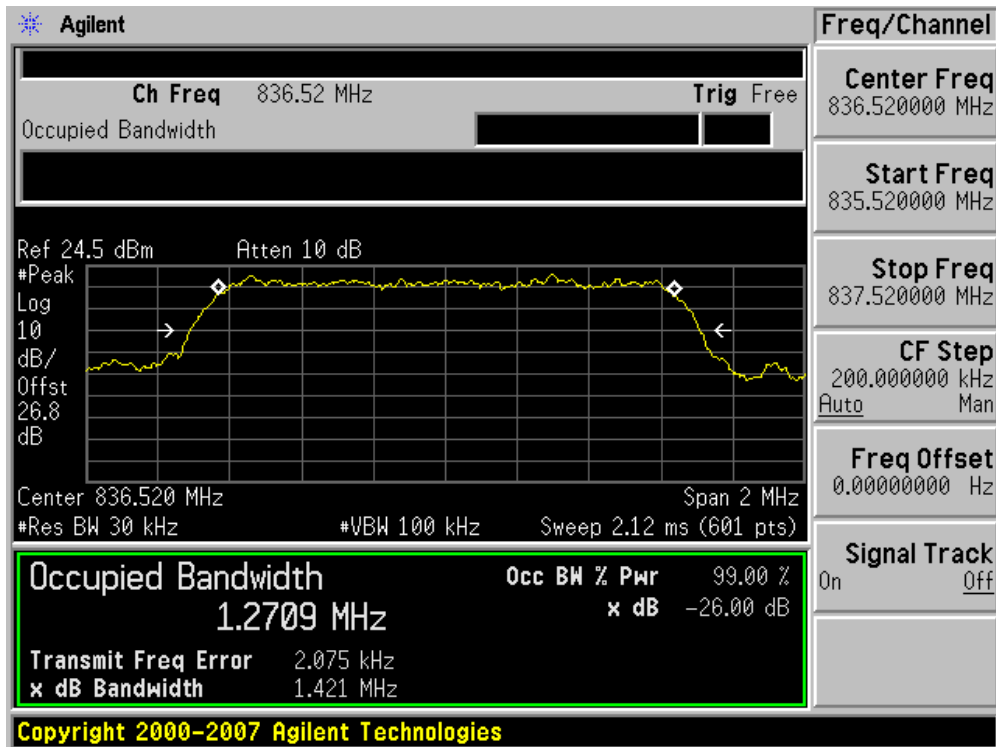 Agilent
Freq/Channel
Ch Freq 836.52 MHz Trig Free
Occupied Bandwidth
Center Freq
836.520000 MHz
Start Freq
835.520000 MHz
Stop Freq
837.520000 MHz
CF Step
200.000000 kHz
Auto Man
Freq Offset
0.00000000 Hz
Signal Track
On Off
Ref 24.5 dBm Atten 10 dB
#Peak
Log
10
dB/
Offst
26.8
dB
Center 836.520 MHz Span 2 MHz
#Res BW 30 kHz #VBW 100 kHz Sweep 2.12 ms (601 pts)
Occupied Bandwidth Occ BW % Pwr 99.00 %
1.2709 MHz x dB -26.00 dB
Transmit Freq Error 2.075 kHz
x dB Bandwidth 1.421 MHz
Copyright 2000-2007 Agilent Technologies